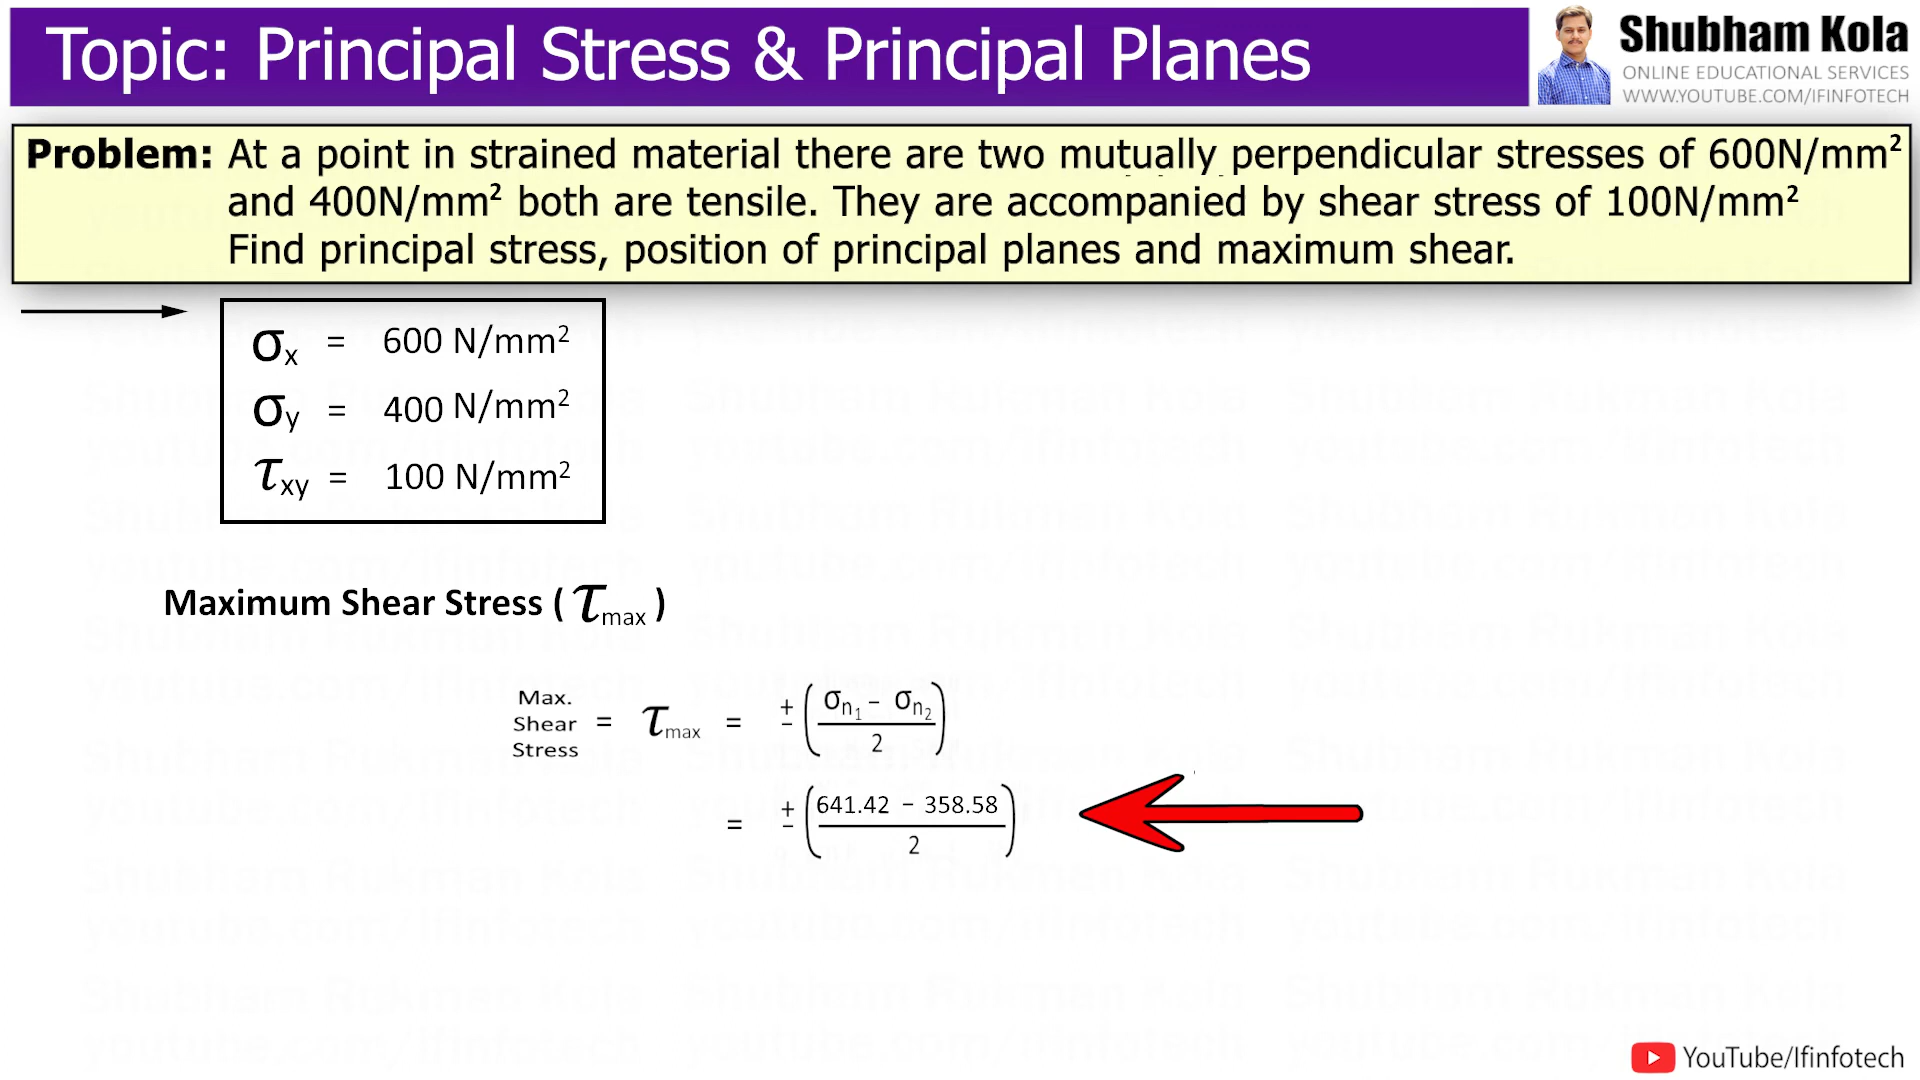 Topic: Principal Stress & Principal Planes
Shubham Kola
ONLINE EDUCATIONAL SERVICES
WWW.YOUTUBE.COM/IFINFOTECH
Problem: At a point in strained material there are two mutually perpendicular stresses of 600N/mm²
and 400N/mm² both are tensile. They are accompanied by shear stress of 100N/mm²
Find principal stress, position of principal planes and maximum shear.
σx = 600 N/mm²
σy = 400 N/mm²
τxy = 100 N/mm²
Maximum Shear Stress ( τmax )
Max. Shear Stress = τmax = ± ( σn₁ − σn₂ / 2 )
= ± ( 641.42 − 358.58 / 2 )
YouTube/Ifinfotech